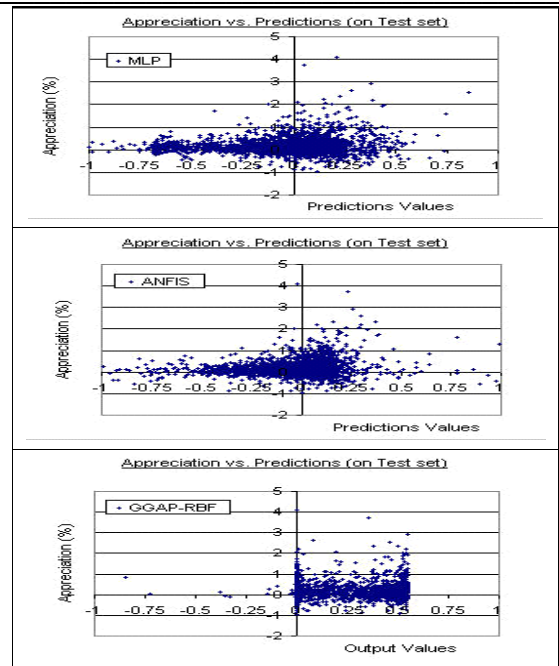 Appreciation vs. Predictions (on Test set)
5
MLP
4
3
2
1
0
-1 -0.75 -0.5 -0.25 0 0.25 0.5 0.75 1
-1
-2
Appreciation (%)
Predictions Values
Appreciation vs. Predictions (on Test set)
5
ANFIS
4
3
2
1
0
-1 -0.75 -0.5 -0.25 0 0.25 0.5 0.75 1
-1
-2
Appreciation (%)
Predictions Values
Appreciation vs. Predictions (on Test set)
5
GGAP-RBF
4
3
2
1
0
-1 -0.75 -0.5 -0.25 0 0.25 0.5 0.75 1
-1
-2
Appreciation (%)
Output Values